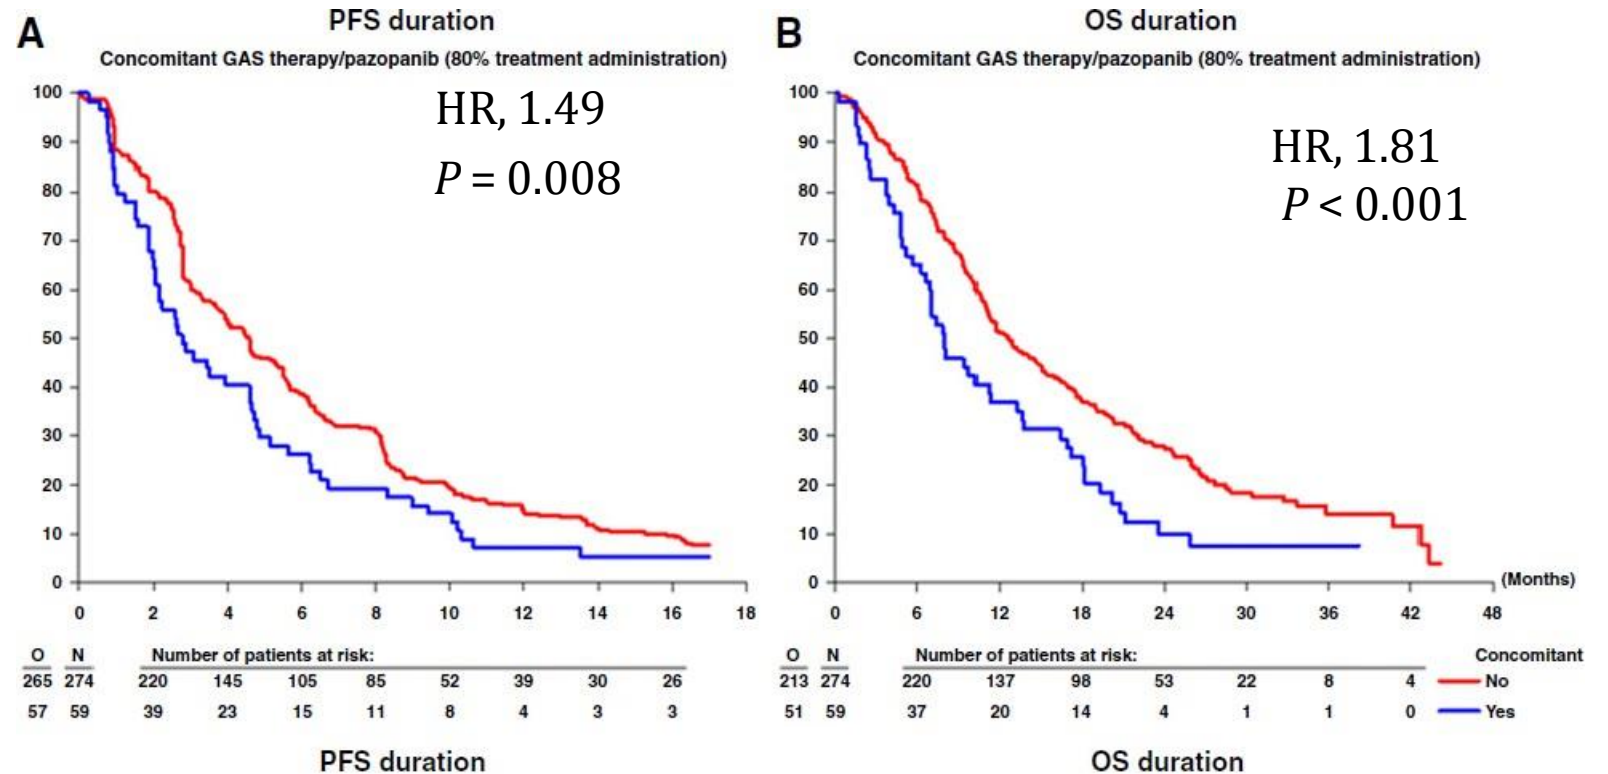 A
PFS duration
Concomitant GAS therapy/pazopanib (80% treatment administration)
HR, 1.49
P = 0.008
100
90
80
70
60
50
40
30
20
10
0
0 2 4 6 8 10 12 14 16 18
O N Number of patients at risk:
265 274 220 145 105 85 52 39 30 26
57 59 39 23 15 11 8 4 3 3
PFS duration
B
OS duration
Concomitant GAS therapy/pazopanib (80% treatment administration)
HR, 1.81
P < 0.001
100
90
80
70
60
50
40
30
20
10
0
(Months)
0 6 12 18 24 30 36 42 48
O N Number of patients at risk: Concomitant
213 274 220 137 98 53 22 8 4 No
51 59 37 20 14 4 1 1 0 Yes
OS duration